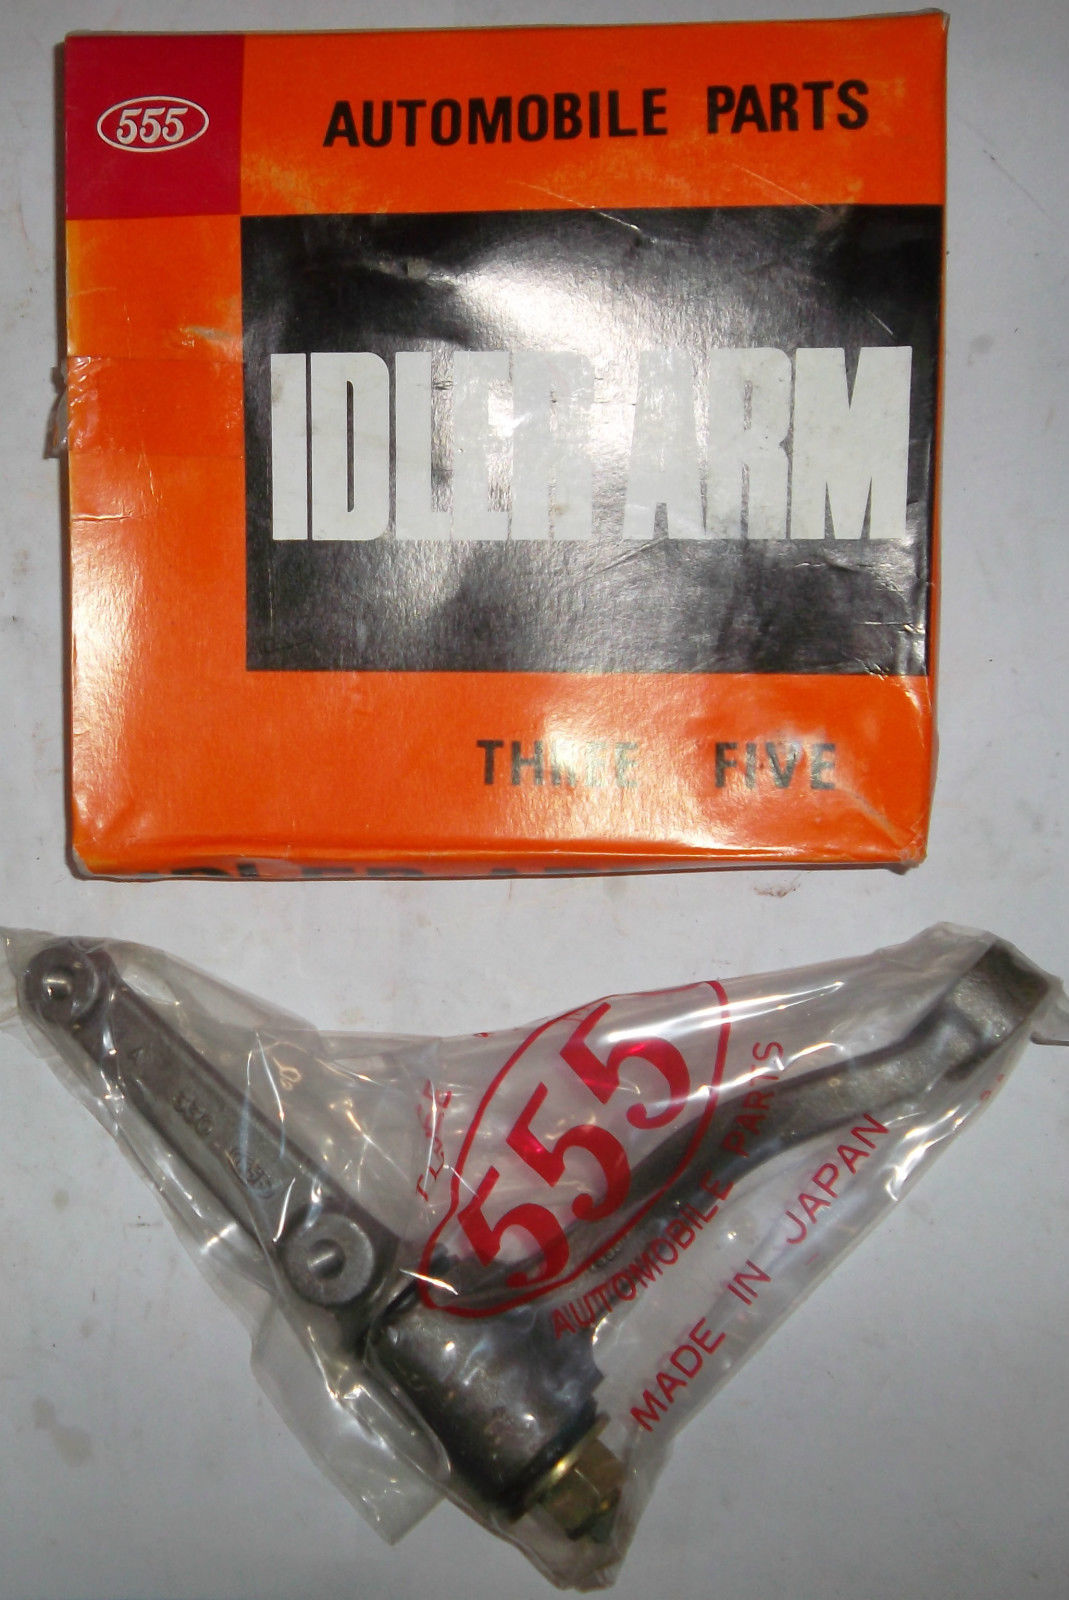 555
AUTOMOBILE PARTS
IDLER ARM
THREE FIVE
555
AUTOMOBILE PARTS
MADE IN JAPAN